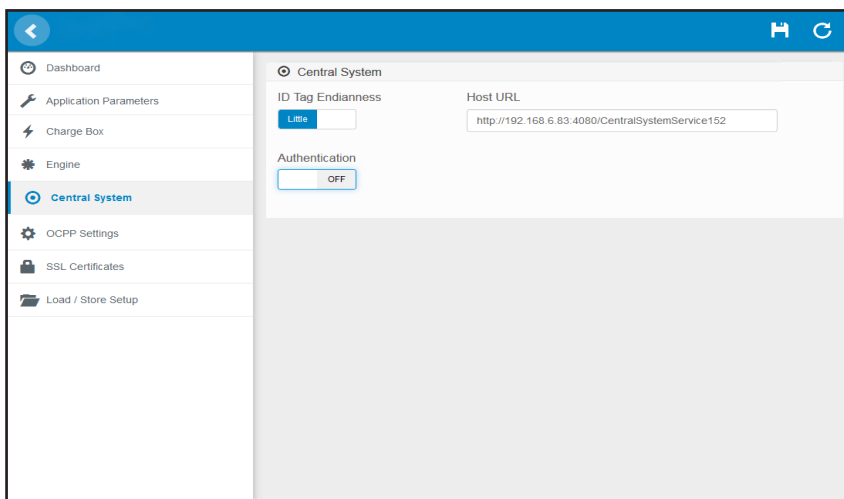 Dashboard
Application Parameters
Charge Box
Engine
Central System
OCPP Settings
SSL Certificates
Load / Store Setup
Central System
ID Tag Endianness
Little
Host URL
http://192.168.6.83:4080/CentralSystemService152
Authentication
OFF